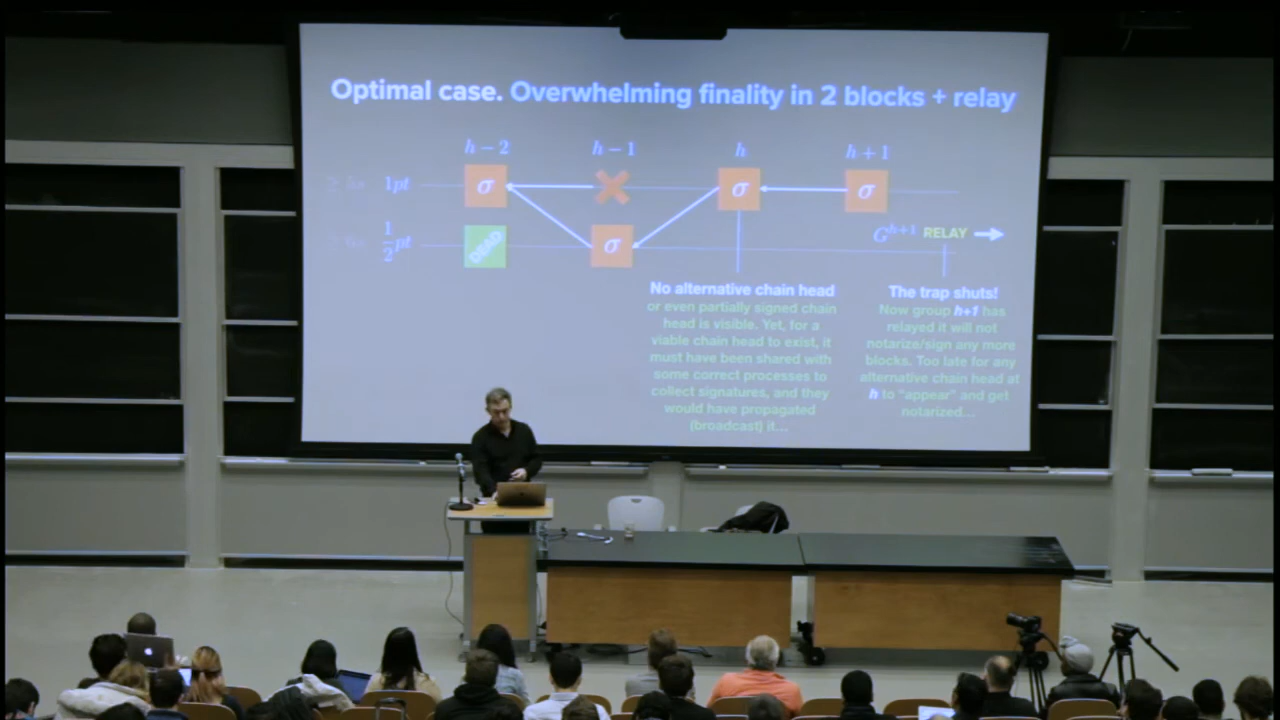 Optimal case. Overwhelming finality in 2 blocks + relay
h − 2 h − 1 h h + 1
1pt σ σ σ
G^{h+1} RELAY
1/2 pt DEAD σ
No alternative chain head
or even partially signed chain
head is visible. Yet, for a
viable chain head to exist, it
must have been shared with
some correct processes to
collect signatures, and they
would have propagated
(broadcast) it...
The trap shuts!
Now group h+1 has
relayed it will not
notarize/sign any more
blocks. Too late for any
alternative chain head at
h to "appear" and get
notarized...